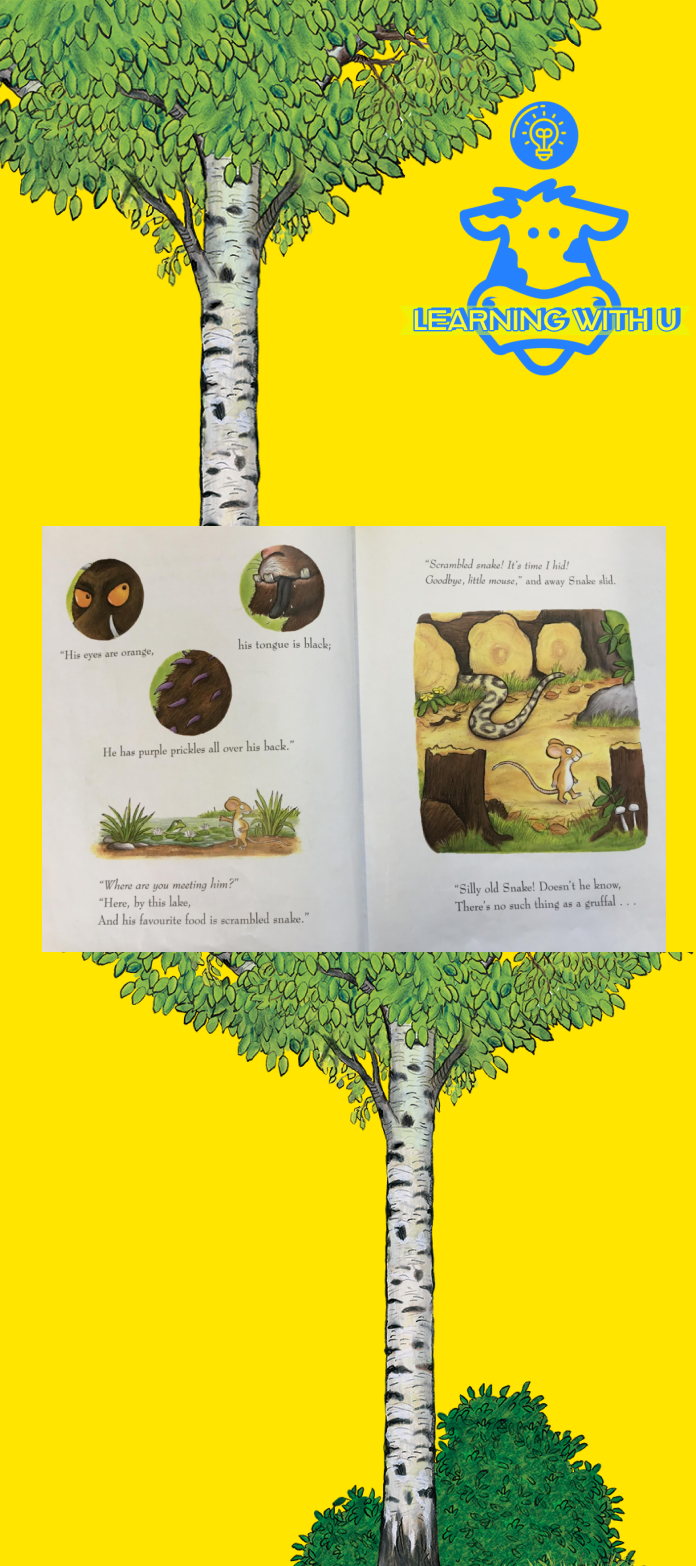 LEARNING WITH U
"His eyes are orange,
his tongue is black;
He has purple prickles all over his back."
"Where are you meeting him?"
"Here, by this lake,
And his favourite food is scrambled snake."
"Scrambled snake! It's time I hid!
Goodbye, little mouse," and away Snake slid.
"Silly old Snake! Doesn't he know,
There's no such thing as a gruffal . . .